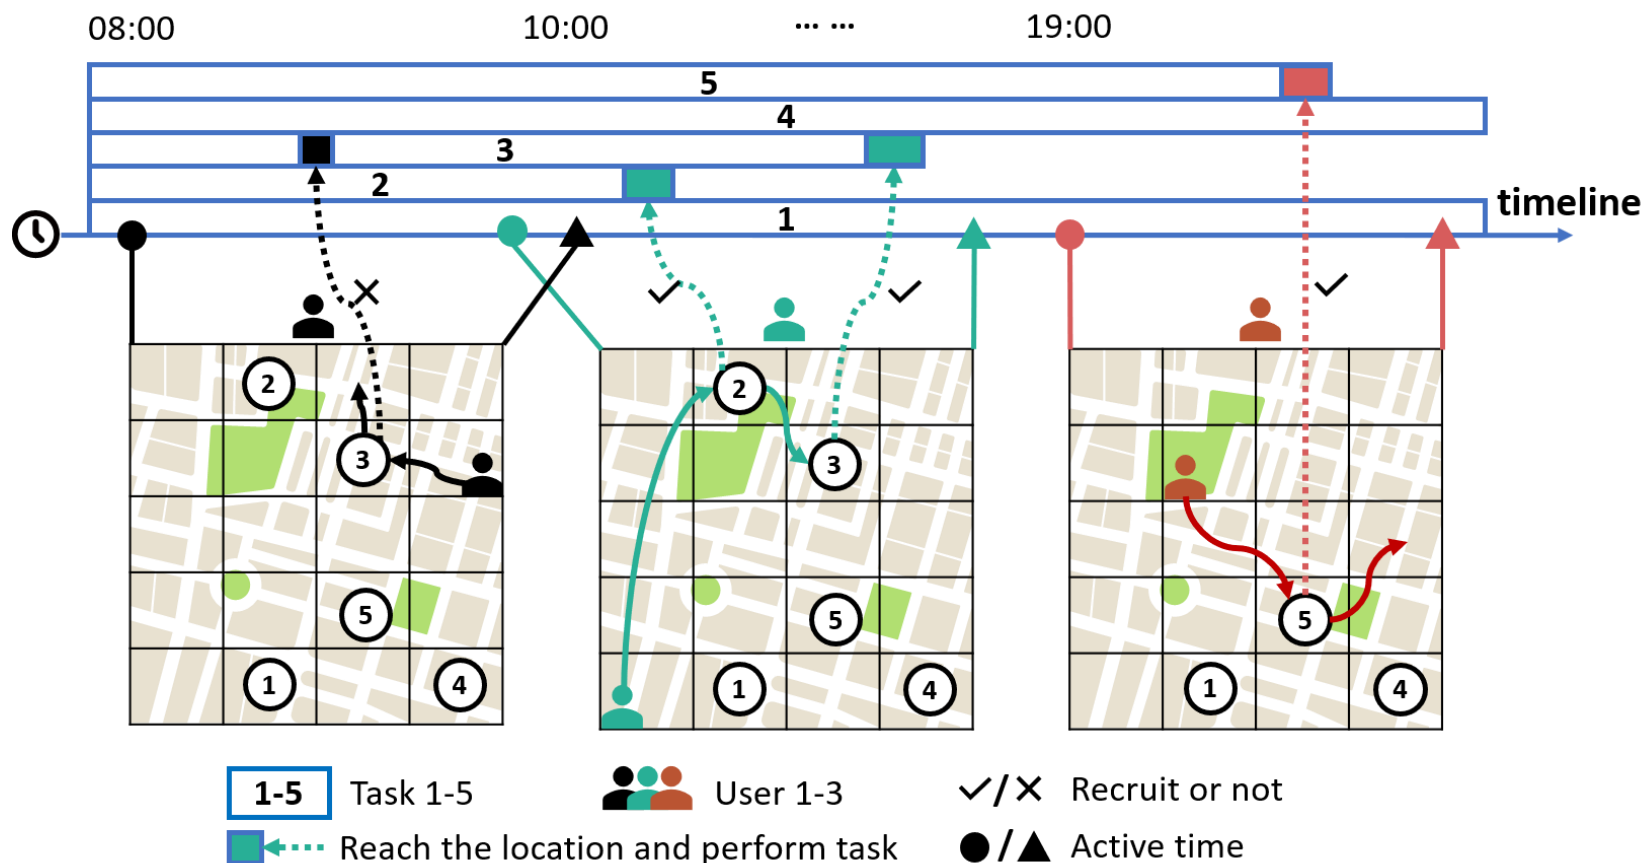 08:00 10:00 ... ... 19:00
5
4
3
2
1 timeline
2 2
3 3
5 5 5
1 4 1 4 1 4
1-5 Task 1-5 User 1-3 ✓/✕ Recruit or not
Reach the location and perform task ●/▲ Active time